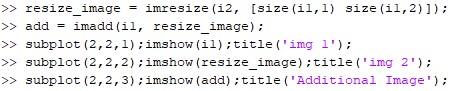 >> resize_image = imresize(i2, [size(i1,1) size(i1,2)]);
>> add = imadd(i1, resize_image);
>> subplot(2,2,1);imshow(i1);title('img 1');
>> subplot(2,2,2);imshow(resize_image);title('img 2');
>> subplot(2,2,3);imshow(add);title('Additional Image');